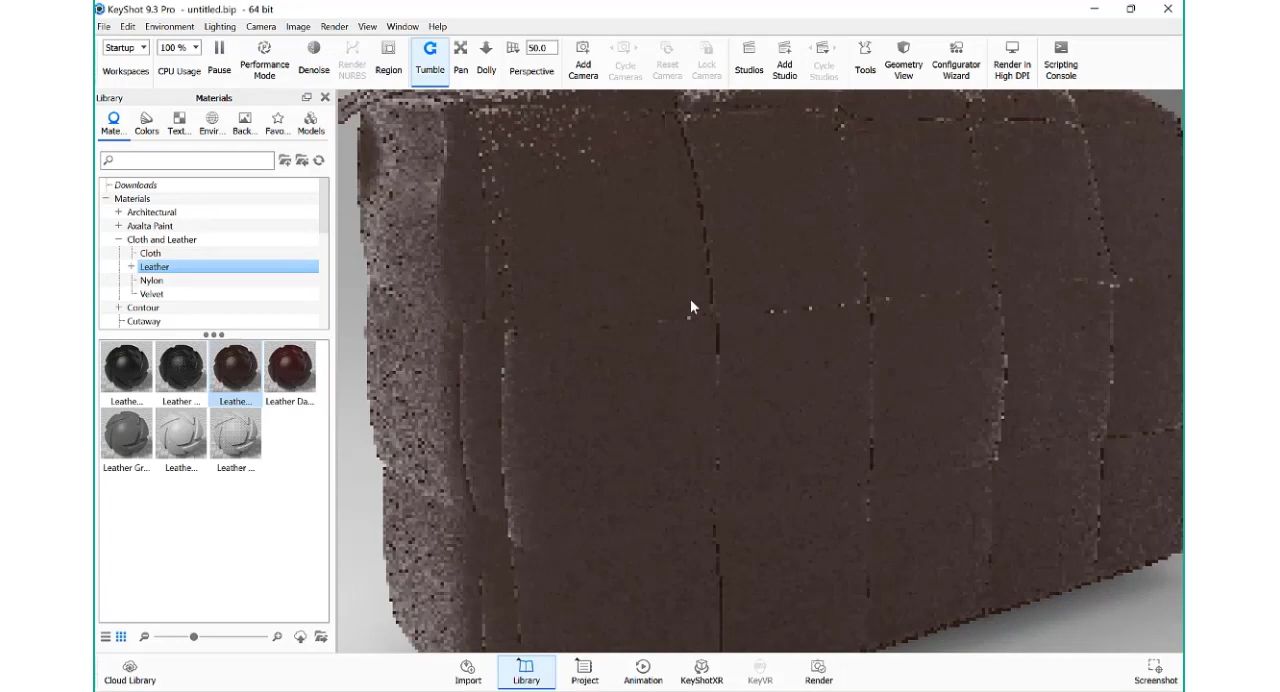 KeyShot 9.3 Pro - untitled.bip - 64 bit
File Edit Environment Lighting Camera Image Render View Window Help
Startup 100 % 50.0
Workspaces CPU Usage Pause Performance Mode Denoise Render NURBS Region Tumble Pan Dolly Perspective Add Camera Cycle Cameras Reset Camera Lock Camera Studios Add Studio Cycle Studios Tools Geometry View Configurator Wizard Render in High DPI Scripting Console
Library Materials
Mate... Colors Text... Envir... Back... Favo... Models
Downloads
Materials
Architectural
Axalta Paint
Cloth and Leather
Cloth
Leather
Nylon
Velvet
Contour
Cutaway
Leathe... Leather ... Leathe... Leather Da...
Leather Gr... Leathe... Leather ...
Cloud Library Import Library Project Animation KeyShotXR KeyVR Render Screenshot